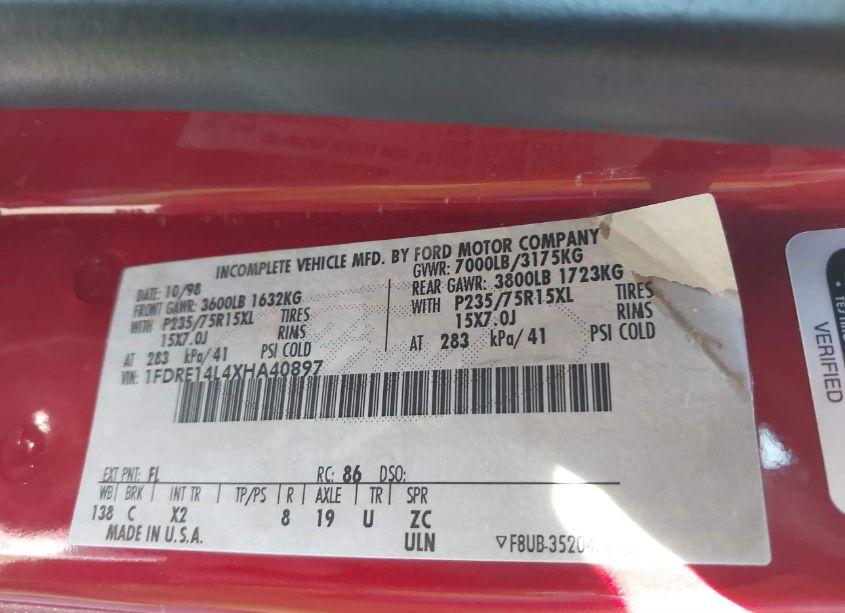 INCOMPLETE VEHICLE MFD. BY FORD MOTOR COMPANY
DATE: 10/98 GVWR: 7000LB/3175KG
FRONT GAWR: 3600LB 1632KG REAR GAWR: 3800LB 1723KG
WITH P235/75R15XL TIRES WITH P235/75R15XL TIRES
15X7.0J RIMS 15X7.0J RIMS
AT 283 kPa/41 PSI COLD AT 283 kPa/41 PSI COLD
VIN: 1FDRE14L4XHA40897
EXT PNT: FL RC: 86 DSO:
WB BRK INT TR TP/PS R AXLE TR SPR
138 C X2 8 19 U ZC
MADE IN U.S.A. ULN ▽F8UB-3520
VERIFIED